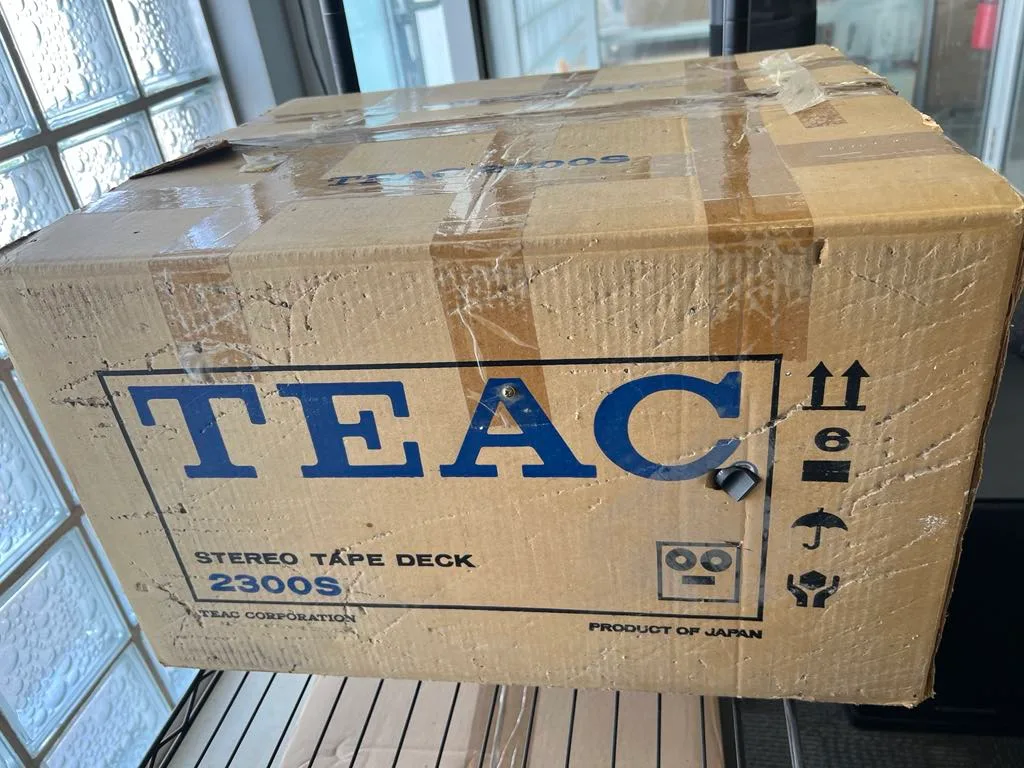 TEAC 2300S
TEAC
6
STEREO TAPE DECK
2300S
TEAC CORPORATION
PRODUCT OF JAPAN